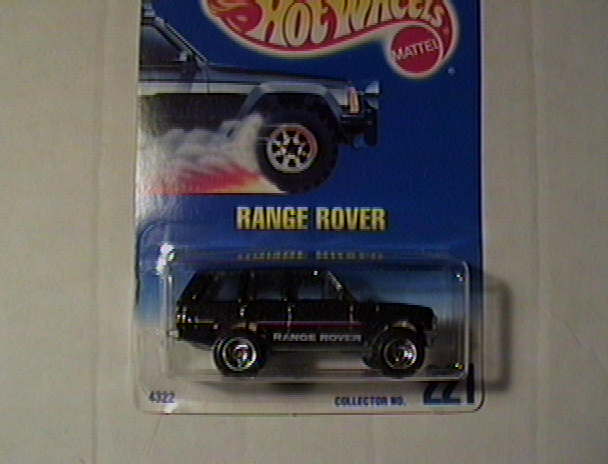 HOT WHEELS
MATTEL
®
RANGE ROVER
RANGE ROVER
4322
COLLECTOR NO. 221